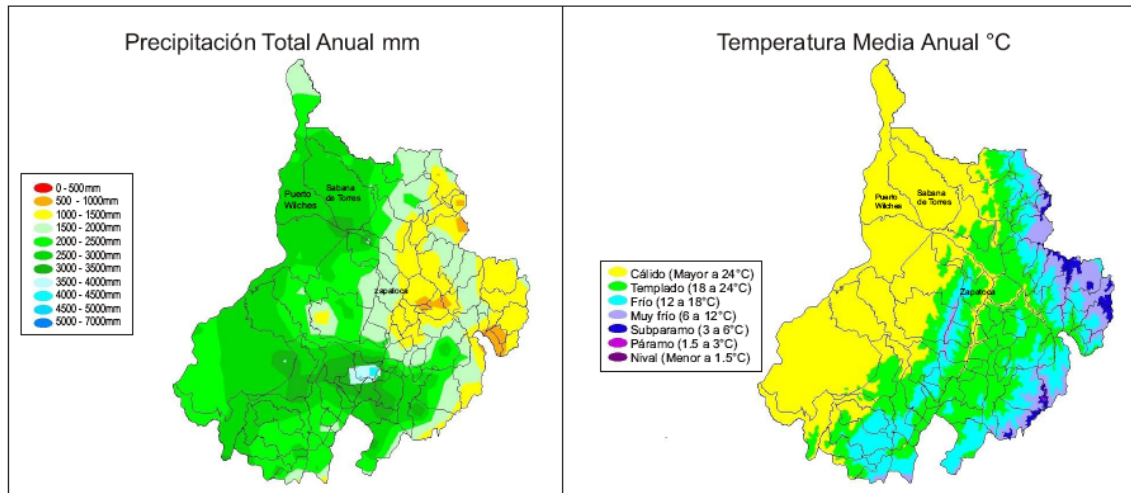 Precipitación Total Anual mm
Puerto
Wilches
Sabana
de Torres
Zapatoca
0 - 500mm
500 - 1000mm
1000 - 1500mm
1500 - 2000mm
2000 - 2500mm
2500 - 3000mm
3000 - 3500mm
3500 - 4000mm
4000 - 4500mm
4500 - 5000mm
5000 - 7000mm
Temperatura Media Anual °C
Puerto
Wilches
Sabana
de Torres
Zapatoca
Cálido (Mayor a 24°C)
Templado (18 a 24°C)
Frío (12 a 18°C)
Muy frío (6 a 12°C)
Subparamo (3 a 6°C)
Páramo (1.5 a 3°C)
Nival (Menor a 1.5°C)